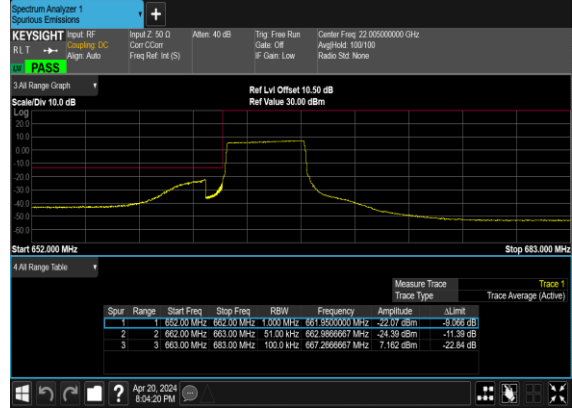 Spectrum Analyzer 1
Spurious Emissions
+
KEYSIGHT Input: RF Input Z: 50 Ω Atten: 40 dB Trig: Free Run Center Freq: 22.005000000 GHz
RLT Coupling: DC Corr CCorr Gate: Off Avg|Hold: 100/100
Align: Auto Freq Ref: Int (S) IF Gain: Low Radio Std: None
LW PASS
3 All Range Graph
Ref Lvl Offset 10.50 dB
Scale/Div 10.0 dB Ref Value 30.00 dBm
Log
20.0
10.0
0.00
-10.0
-20.0
-30.0
-40.0
-50.0
-60.0
Start 652.000 MHz Stop 683.000 MHz
4 All Range Table
Measure Trace Trace 1
Trace Type Trace Average (Active)
Spur Range Start Freq Stop Freq RBW Frequency Amplitude ΔLimit
1 1 652.00 MHz 662.00 MHz 1.000 MHz 661.9500000 MHz -22.07 dBm -9.066 dB
2 2 662.00 MHz 663.00 MHz 51.00 kHz 662.9866667 MHz -24.39 dBm -11.39 dB
3 3 663.00 MHz 683.00 MHz 100.0 kHz 667.2666667 MHz 7.162 dBm -22.84 dB
? Apr 20, 2024
8:04:20 PM